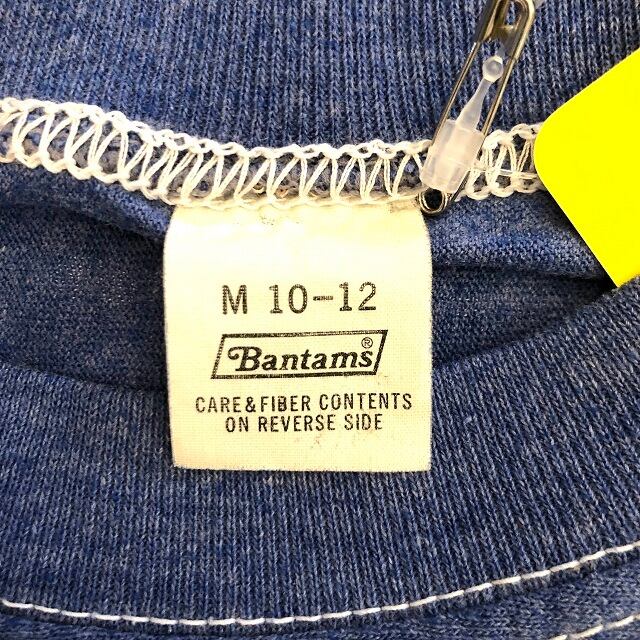 M 10-12
Bantams®
CARE & FIBER CONTENTS
ON REVERSE SIDE